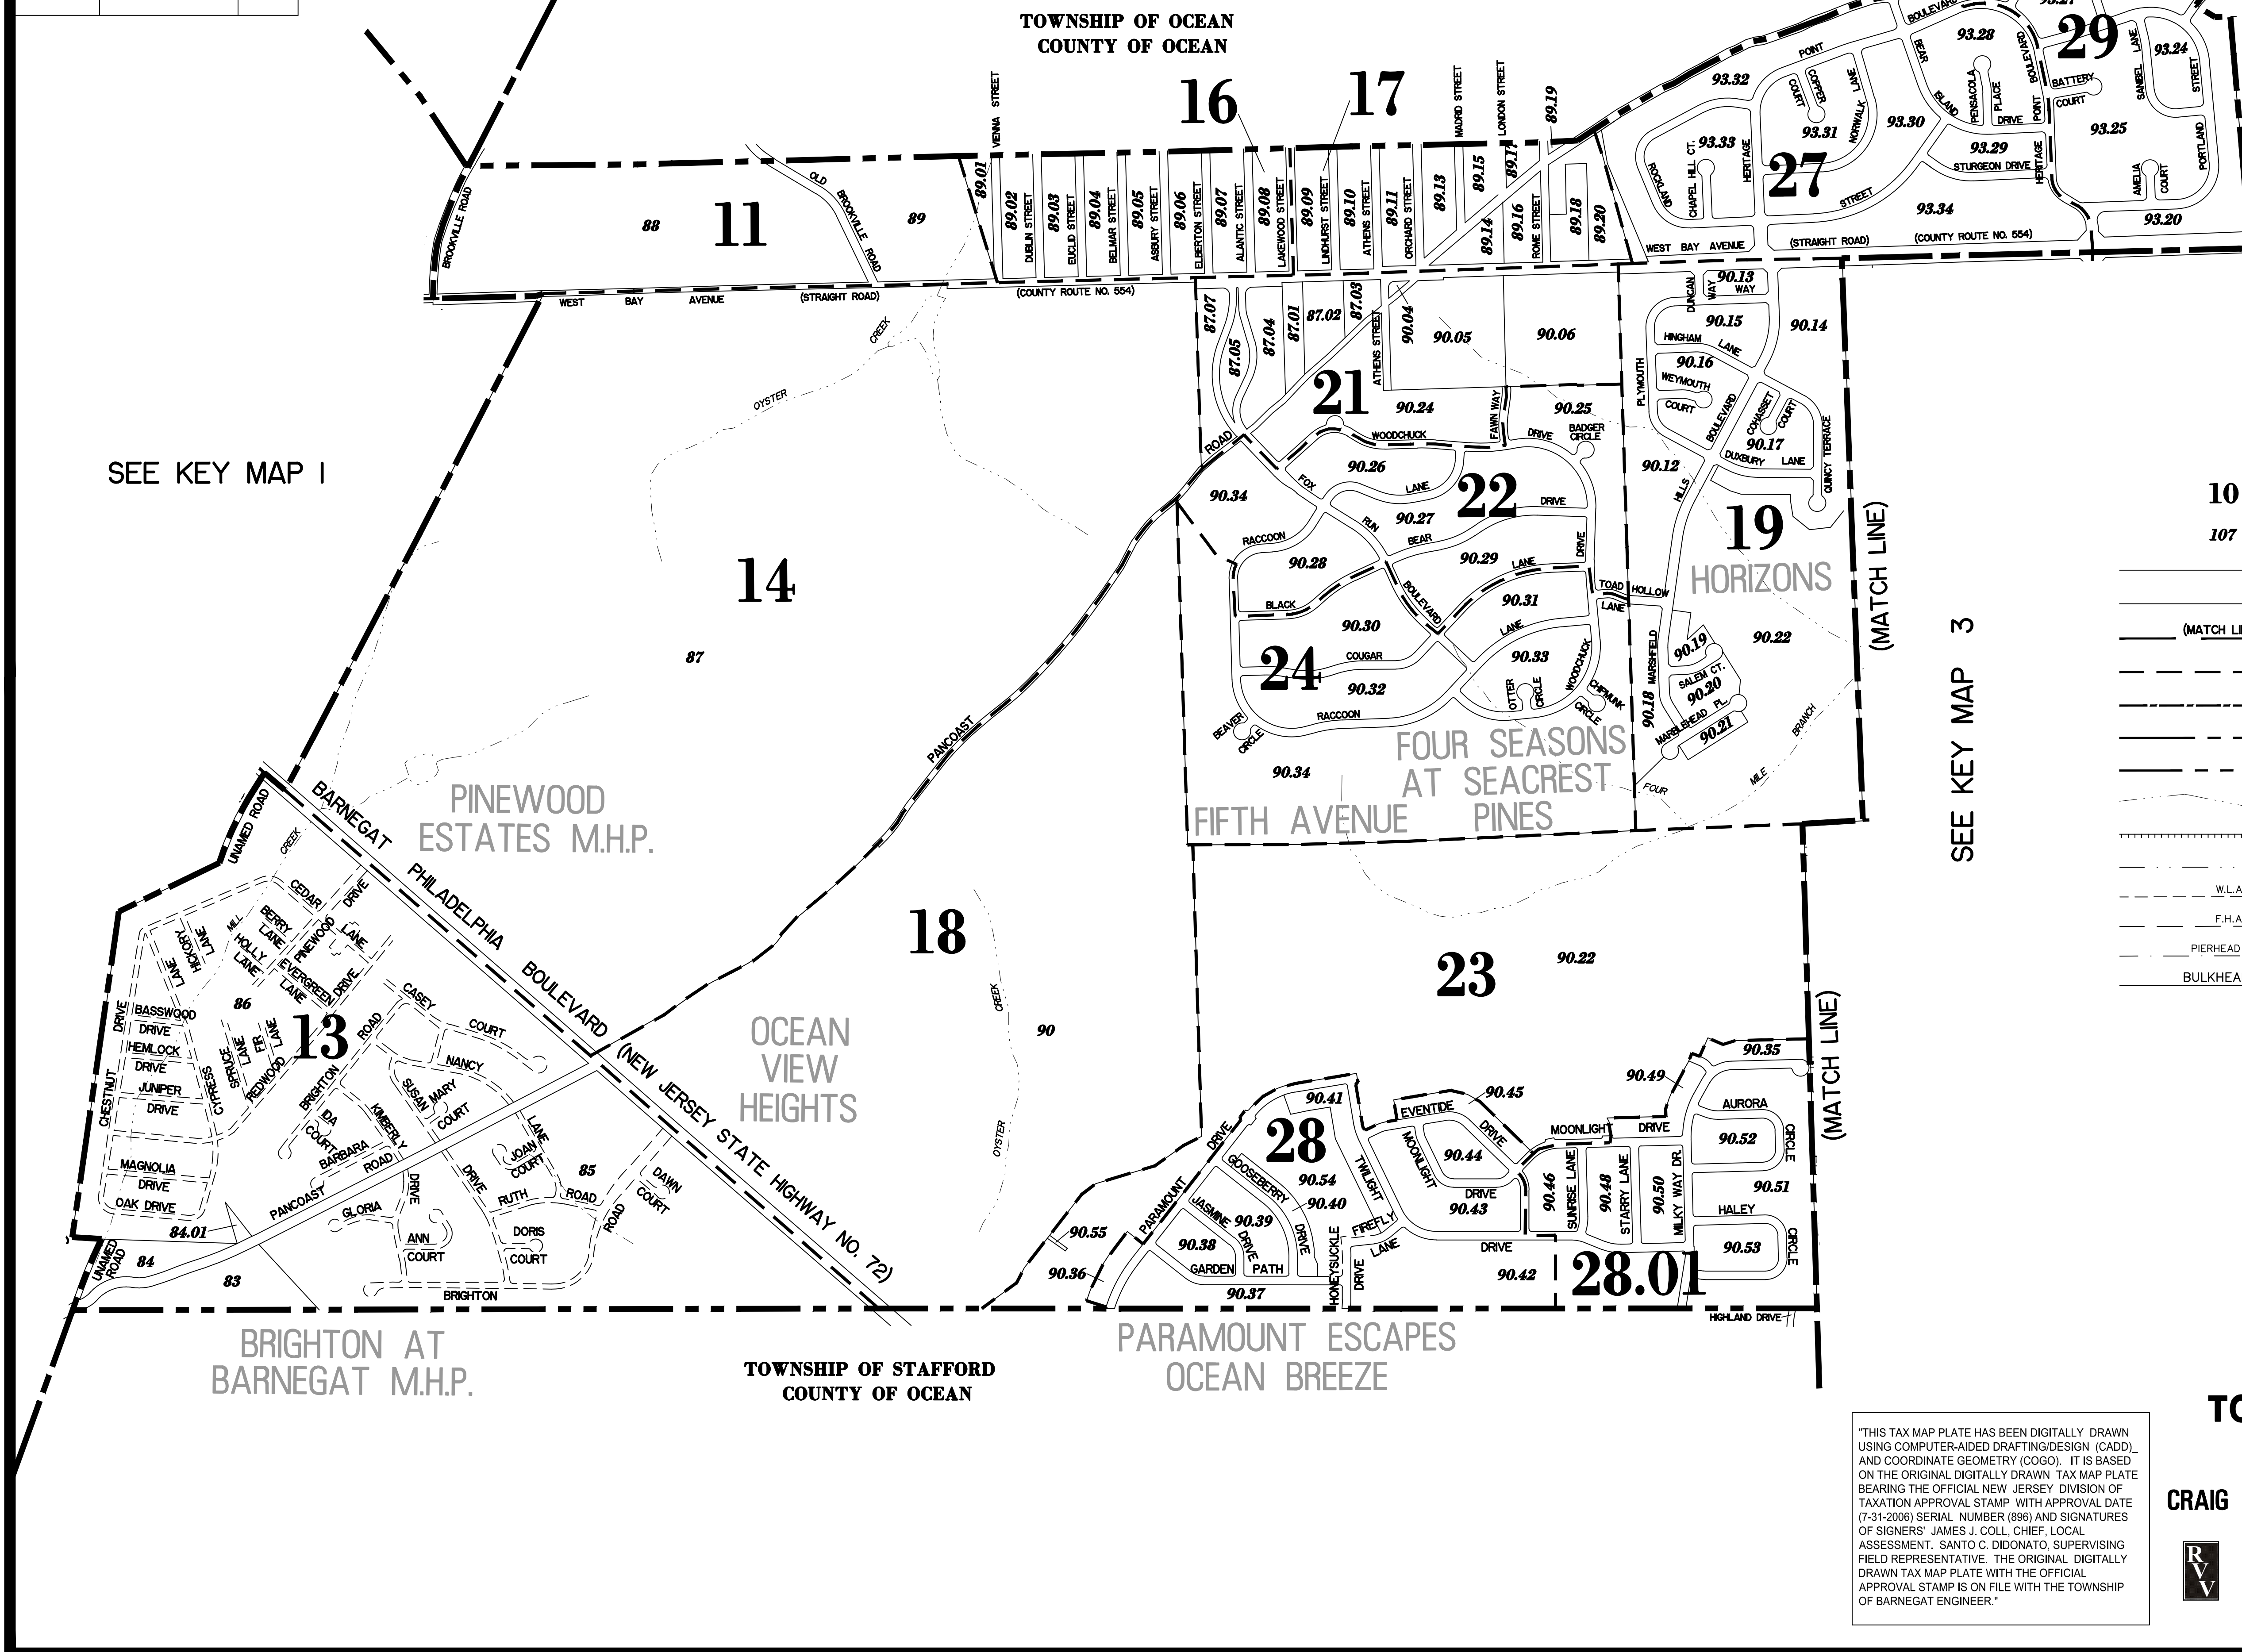 TOWNSHIP OF OCEAN
COUNTY OF OCEAN
16
17
29
27
11
88
89
BROOKVILLE ROAD
OLD BROOKVILLE ROAD
89.01
VIENNA STREET
89.02
DUBLIN STREET
89.03
EUCLID STREET
89.04
BELMAR STREET
89.05
ASBURY STREET
89.06
ELBERTON STREET
89.07
ALANTIC STREET
89.08
LAKEWOOD STREET
89.09
LINDHURST STREET
89.10
ATHENS STREET
89.11
ORCHARD STREET
89.13
MADRID STREET
89.15
89.14
LONDON STREET
89.17
89.16
ROME STREET
89.19
89.18
89.20
BOULEVARD
POINT
BEAR
ISLAND
93.28
93.24
93.32
93.31
93.33
93.30
93.29
93.25
93.34
93.20
COPPER
COURT
NORWALK LANE
ROCKLAND
CHAPEL HILL CT.
HERITAGE
STREET
PENSACOLA
PLACE
DRIVE
HERITAGE
POINT
BOULEVARD
STURGEON DRIVE
BATTERY
COURT
SANIBEL LANE
STREET
PORTLAND
AMELIA
COURT
WEST BAY AVENUE (STRAIGHT ROAD) (COUNTY ROUTE NO. 554)
WEST BAY AVENUE (STRAIGHT ROAD) (COUNTY ROUTE NO. 554)
SEE KEY MAP 1
14
87
OYSTER CREEK
PANCOAST ROAD
PINEWOOD
ESTATES M.H.P.
87.07
87.05
87.04
87.01
87.02
87.03
ATHENS STREET
90.04
90.05
90.06
21
90.24
FAWN WAY
90.25
BADGER
CIRCLE
WOODCHUCK DRIVE
90.26
FOX RUN BOULEVARD
LANE
22
90.27
BEAR DRIVE
DRIVE
90.34
RACCOON
90.28
90.29
BLACK
LANE
90.31
90.30
24
COUGAR
LANE
90.32
90.33
OTTER
CIRCLE
WOODCHUCK
CHIPMUNK
CIRCLE
BEAVER
CIRCLE
RACCOON
90.34
FOUR SEASONS
AT SEACREST
PINES
FIFTH AVENUE
TOAD HOLLOW
LANE
DUNCAN
WAY
90.13
WAY
90.15
90.14
HINGHAM LANE
90.16
PLYMOUTH
WEYMOUTH
COURT
BOULEVARD
COHASSET
COURT
90.17
DUXBURY LANE
QUINCY TERRACE
90.12
HILLS
19
HORIZONS
MARSHFIELD
90.18
90.19
SALEM CT.
90.20
MARBLEHEAD PL.
90.21
90.22
FOUR MILE BRANCH
(MATCH LINE)
SEE KEY MAP 3
10
107
(MATCH LI
W.L.A
F.H.A
PIERHEAD
BULKHEA
UNAMED ROAD
BARNEGAT PHILADELPHIA BOULEVARD (NEW JERSEY STATE HIGHWAY NO. 72)
MILL CREEK
CEDAR
LANE
DRIVE
BERRY
LANE
PINEWOOD
HOLLY
LANE
HICKORY
LANE
LANE
EVERGREEN
LANE
DRIVE
86
13
BASSWOOD
DRIVE
HEMLOCK
DRIVE
JUNIPER
DRIVE
CHESTNUT
DRIVE
CYPRESS
SPRUCE
LANE
FIR
LANE
REDWOOD
MAGNOLIA
DRIVE
OAK DRIVE
CASEY COURT
BRIGHTON ROAD
NANCY
LANE
SUSAN
MARY
COURT
IDA
COURT
KIMBERLY
DRIVE
BARBARA
ROAD
JOAN
COURT
85
RUTH ROAD
DAWN
COURT
ROAD
PANCOAST
GLORIA
DRIVE
ANN
COURT
DORIS
COURT
BRIGHTON
84.01
84
UNAMED
ROAD
83
BRIGHTON AT
BARNEGAT M.H.P.
18
90
OCEAN
VIEW
HEIGHTS
OYSTER CREEK
23
90.22
90.55
90.36
PARAMOUNT DRIVE
28
90.41
GOOSEBERRY DRIVE
90.54
90.40
JASMINE DRIVE
90.39
90.38
GARDEN PATH
90.37
HONEYSUCKLE
DRIVE
TWILIGHT
FIREFLY
LANE
EVENTIDE DRIVE
90.45
90.44
MOONLIGHT
DRIVE
90.43
DRIVE
90.42
MOONLIGHT DRIVE
90.46
SUNRISE LANE
90.48
STARRY LANE
90.50
MILKY WAY DR.
90.49
90.35
AURORA
CIRCLE
90.52
90.51
HALEY
CIRCLE
90.53
28.01
HIGHLAND DRIVE
(MATCH LINE)
PARAMOUNT ESCAPES
OCEAN BREEZE
TOWNSHIP OF STAFFORD
COUNTY OF OCEAN
"THIS TAX MAP PLATE HAS BEEN DIGITALLY DRAWN
USING COMPUTER-AIDED DRAFTING/DESIGN (CADD)_
AND COORDINATE GEOMETRY (COGO). IT IS BASED
ON THE ORIGINAL DIGITALLY DRAWN TAX MAP PLATE
BEARING THE OFFICIAL NEW JERSEY DIVISION OF
TAXATION APPROVAL STAMP WITH APPROVAL DATE
(7-31-2006) SERIAL NUMBER (896) AND SIGNATURES
OF SIGNERS' JAMES J. COLL, CHIEF, LOCAL
ASSESSMENT. SANTO C. DIDONATO, SUPERVISING
FIELD REPRESENTATIVE. THE ORIGINAL DIGITALLY
DRAWN TAX MAP PLATE WITH THE OFFICIAL
APPROVAL STAMP IS ON FILE WITH THE TOWNSHIP
OF BARNEGAT ENGINEER."
CRAIG
RVV